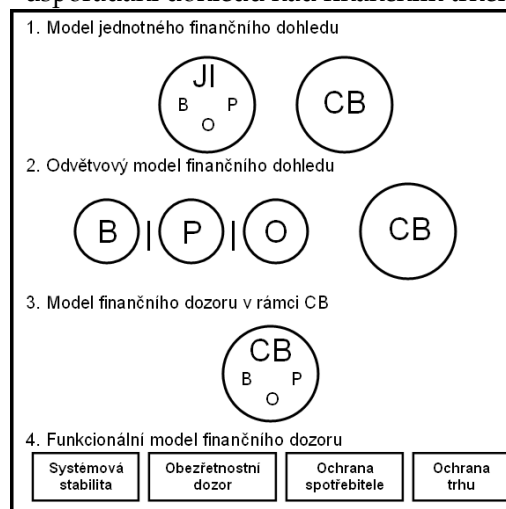 1. Model jednotného finančního dohledu
JI
B P
O
CB
2. Odvětvový model finančního dohledu
B | P | O
CB
3. Model finančního dozoru v rámci CB
CB
B P
O
4. Funkcionální model finančního dozoru
Systémová
stabilita
Obezřetnostní
dozor
Ochrana
spotřebitele
Ochrana
trhu